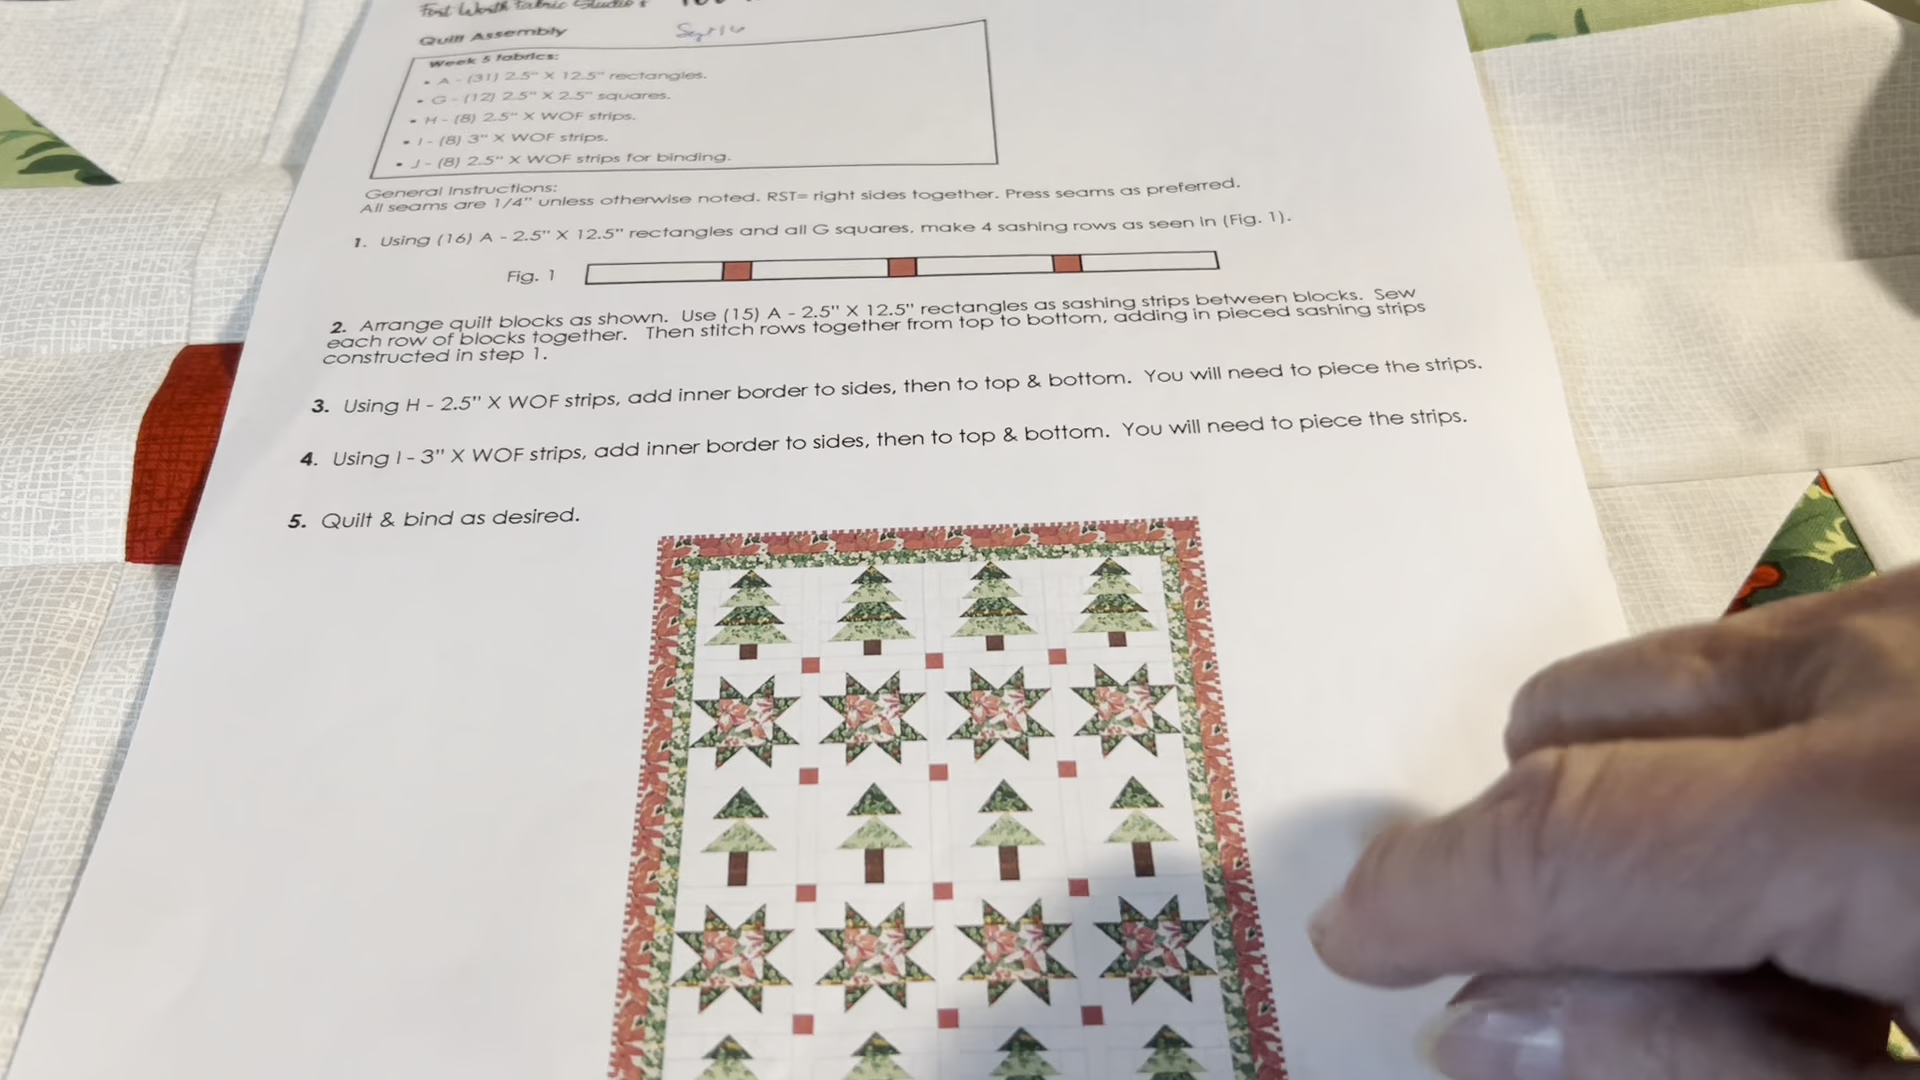 Fort Worth Fabric Studio's
Quilt Assembly
Week 5 fabrics:
• A - (31) 2.5" X 12.5" rectangles.
• G - (12) 2.5" X 2.5" squares.
• H - (8) 2.5" X WOF strips.
• I - (8) 3" X WOF strips.
• J - (8) 2.5" X WOF strips for binding.
General Instructions:
All seams are 1/4" unless otherwise noted. RST= right sides together. Press seams as preferred.
1. Using (16) A - 2.5" X 12.5" rectangles and all G squares, make 4 sashing rows as seen in (Fig. 1).
Fig. 1
2. Arrange quilt blocks as shown. Use (15) A - 2.5" X 12.5" rectangles as sashing strips between blocks. Sew
each row of blocks together. Then stitch rows together from top to bottom, adding in pieced sashing strips
constructed in step 1.
3. Using H - 2.5" X WOF strips, add inner border to sides, then to top & bottom. You will need to piece the strips.
4. Using I - 3" X WOF strips, add inner border to sides, then to top & bottom. You will need to piece the strips.
5. Quilt & bind as desired.